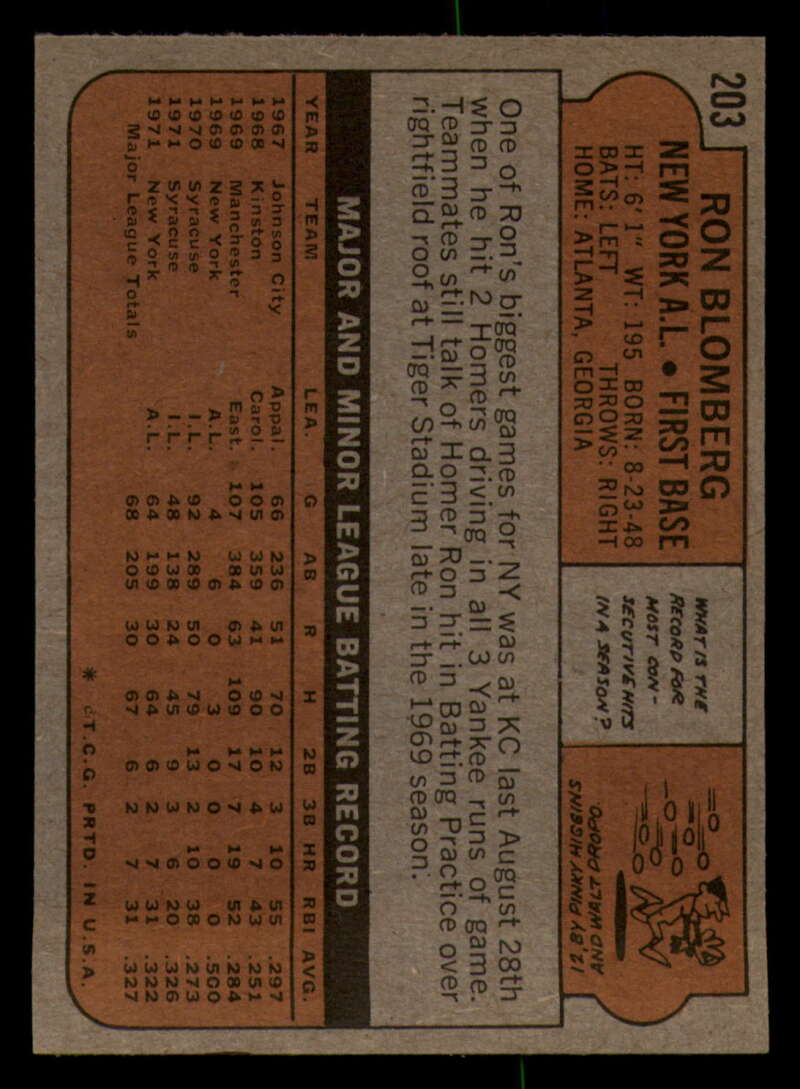 203
RON BLOMBERG
NEW YORK A.L. • FIRST BASE
HT: 6' 1" WT: 195 BORN: 8-23-48
BATS: LEFT THROWS: RIGHT
HOME: ATLANTA, GEORGIA
WHAT IS THE
RECORD FOR
MOST CON-
SECUTIVE HITS
IN A SEASON?
12, BY PINKY HIGGINS
AND WALT DROPO
One of Ron's biggest games for NY was at KC last August 28th
when he hit 2 Homers driving in all 3 Yankee runs of game.
Teammates still talk of Homer Ron hit in Batting Practice over
rightfield roof at Tiger Stadium late in the 1969 season.
MAJOR AND MINOR LEAGUE BATTING RECORD
YEAR TEAM LEA. G AB R H 2B 3B HR RBI AVG.
1967 Johnson City Appal. 66 236 51 70 12 3 10 55 .297
1968 Kinston Carol. 105 359 41 90 10 4 7 43 .251
1969 Manchester East. 107 384 63 109 17 7 19 52 .284
1969 New York A.L. 4 6 0 3 0 0 0 0 .500
1970 Syracuse I.L. 92 289 50 79 13 2 10 38 .273
1971 Syracuse I.L. 48 138 24 45 9 3 6 20 .326
1971 New York A.L. 64 199 30 64 6 2 7 31 .322
Major League Totals 68 205 30 67 6 2 7 31 .327
* ©T.C.G. PRTD. IN U.S.A.